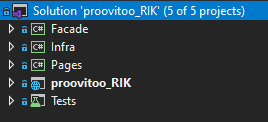 Solution 'proovitoo_RIK' (5 of 5 projects)
C# Facade
C# Infra
C# Pages
proovitoo_RIK
Tests